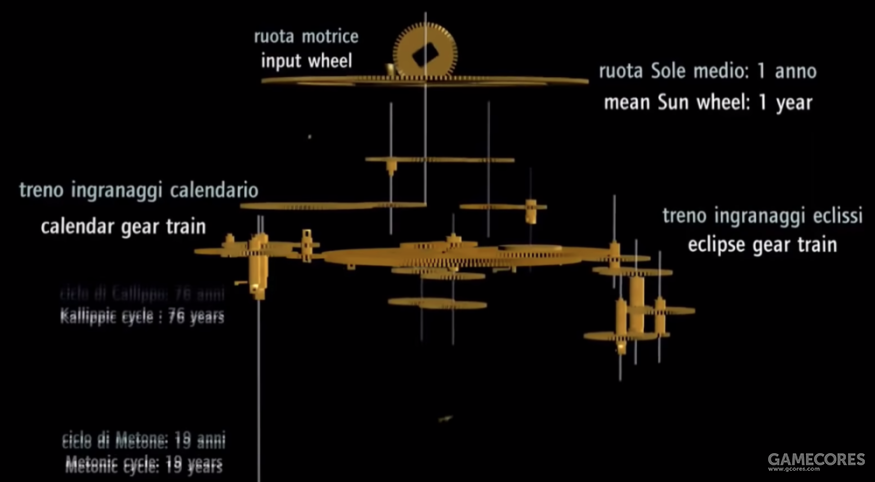 ruota motrice
input wheel
ruota Sole medio: 1 anno
mean Sun wheel: 1 year
treno ingranaggi calendario
calendar gear train
treno ingranaggi eclissi
eclipse gear train
ciclo di Callippo: 76 anni
Kallippic cycle : 76 years
ciclo di Metone: 19 anni
Metonic cycle: 19 years
GAMECORES
www.gcores.com